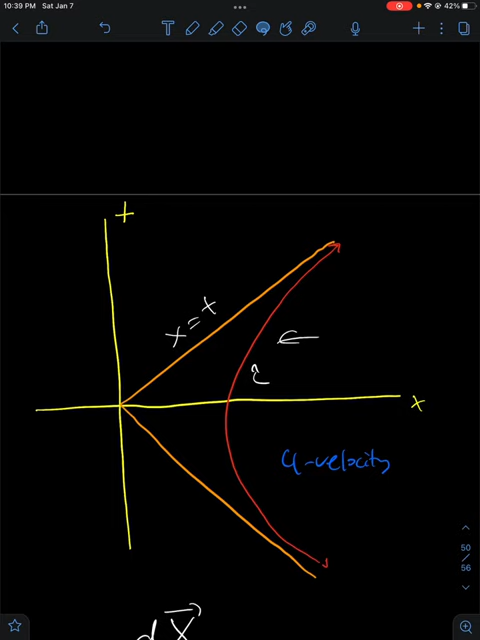 10:39 PM Sat Jan 7
42%
t
x = t
τ
x
4-velocity
50
/
56
d X